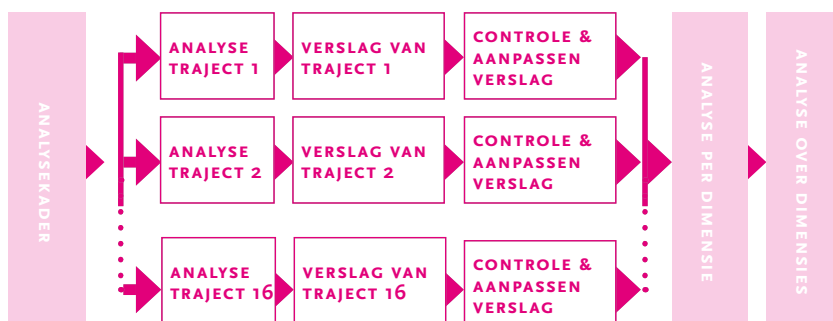 ANALYSEKADER
ANALYSE
TRAJECT 1
VERSLAG VAN
TRAJECT 1
CONTROLE &
AANPASSEN
VERSLAG
ANALYSE
TRAJECT 2
VERSLAG VAN
TRAJECT 2
CONTROLE &
AANPASSEN
VERSLAG
ANALYSE
TRAJECT 16
VERSLAG VAN
TRAJECT 16
CONTROLE &
AANPASSEN
VERSLAG
ANALYSE PER DIMENSIE
ANALYSE OVER DIMENSIES